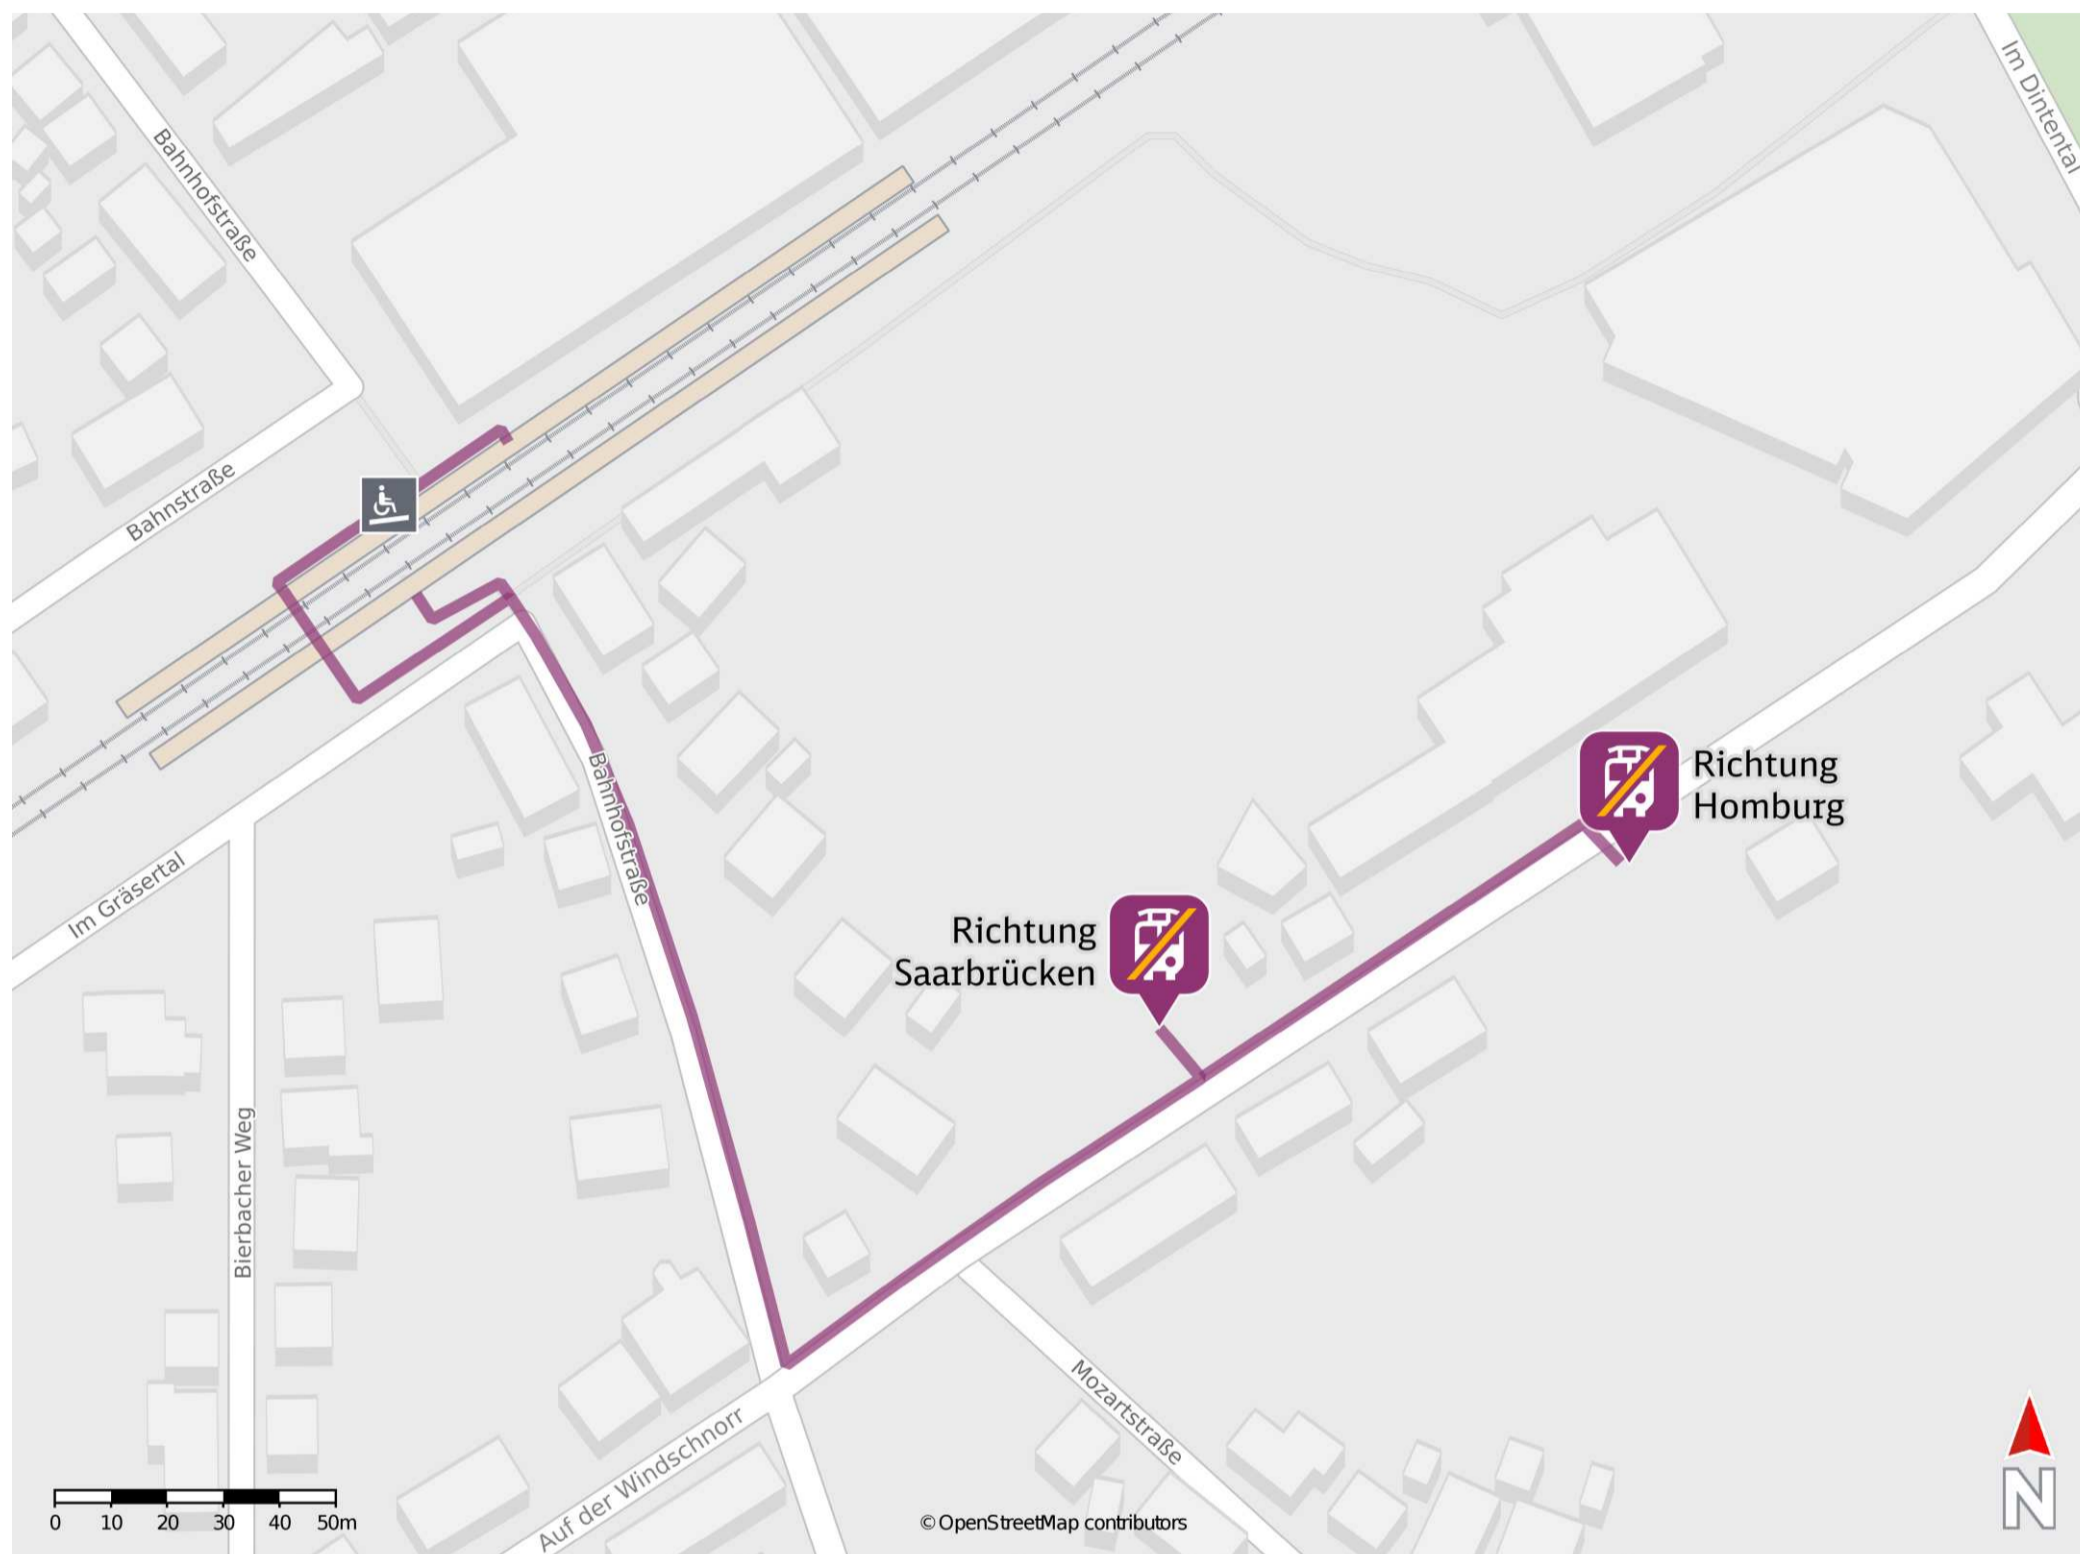 Im Dintental
Bahnhofstraße
Bahnstraße
Richtung
Homburg
Bahnhofstraße
Im Gräsertal
Richtung
Saarbrücken
Bierbacher Weg
Mozartstraße
Auf der Windschnorr
0 10 20 30 40 50m
© OpenStreetMap contributors
N